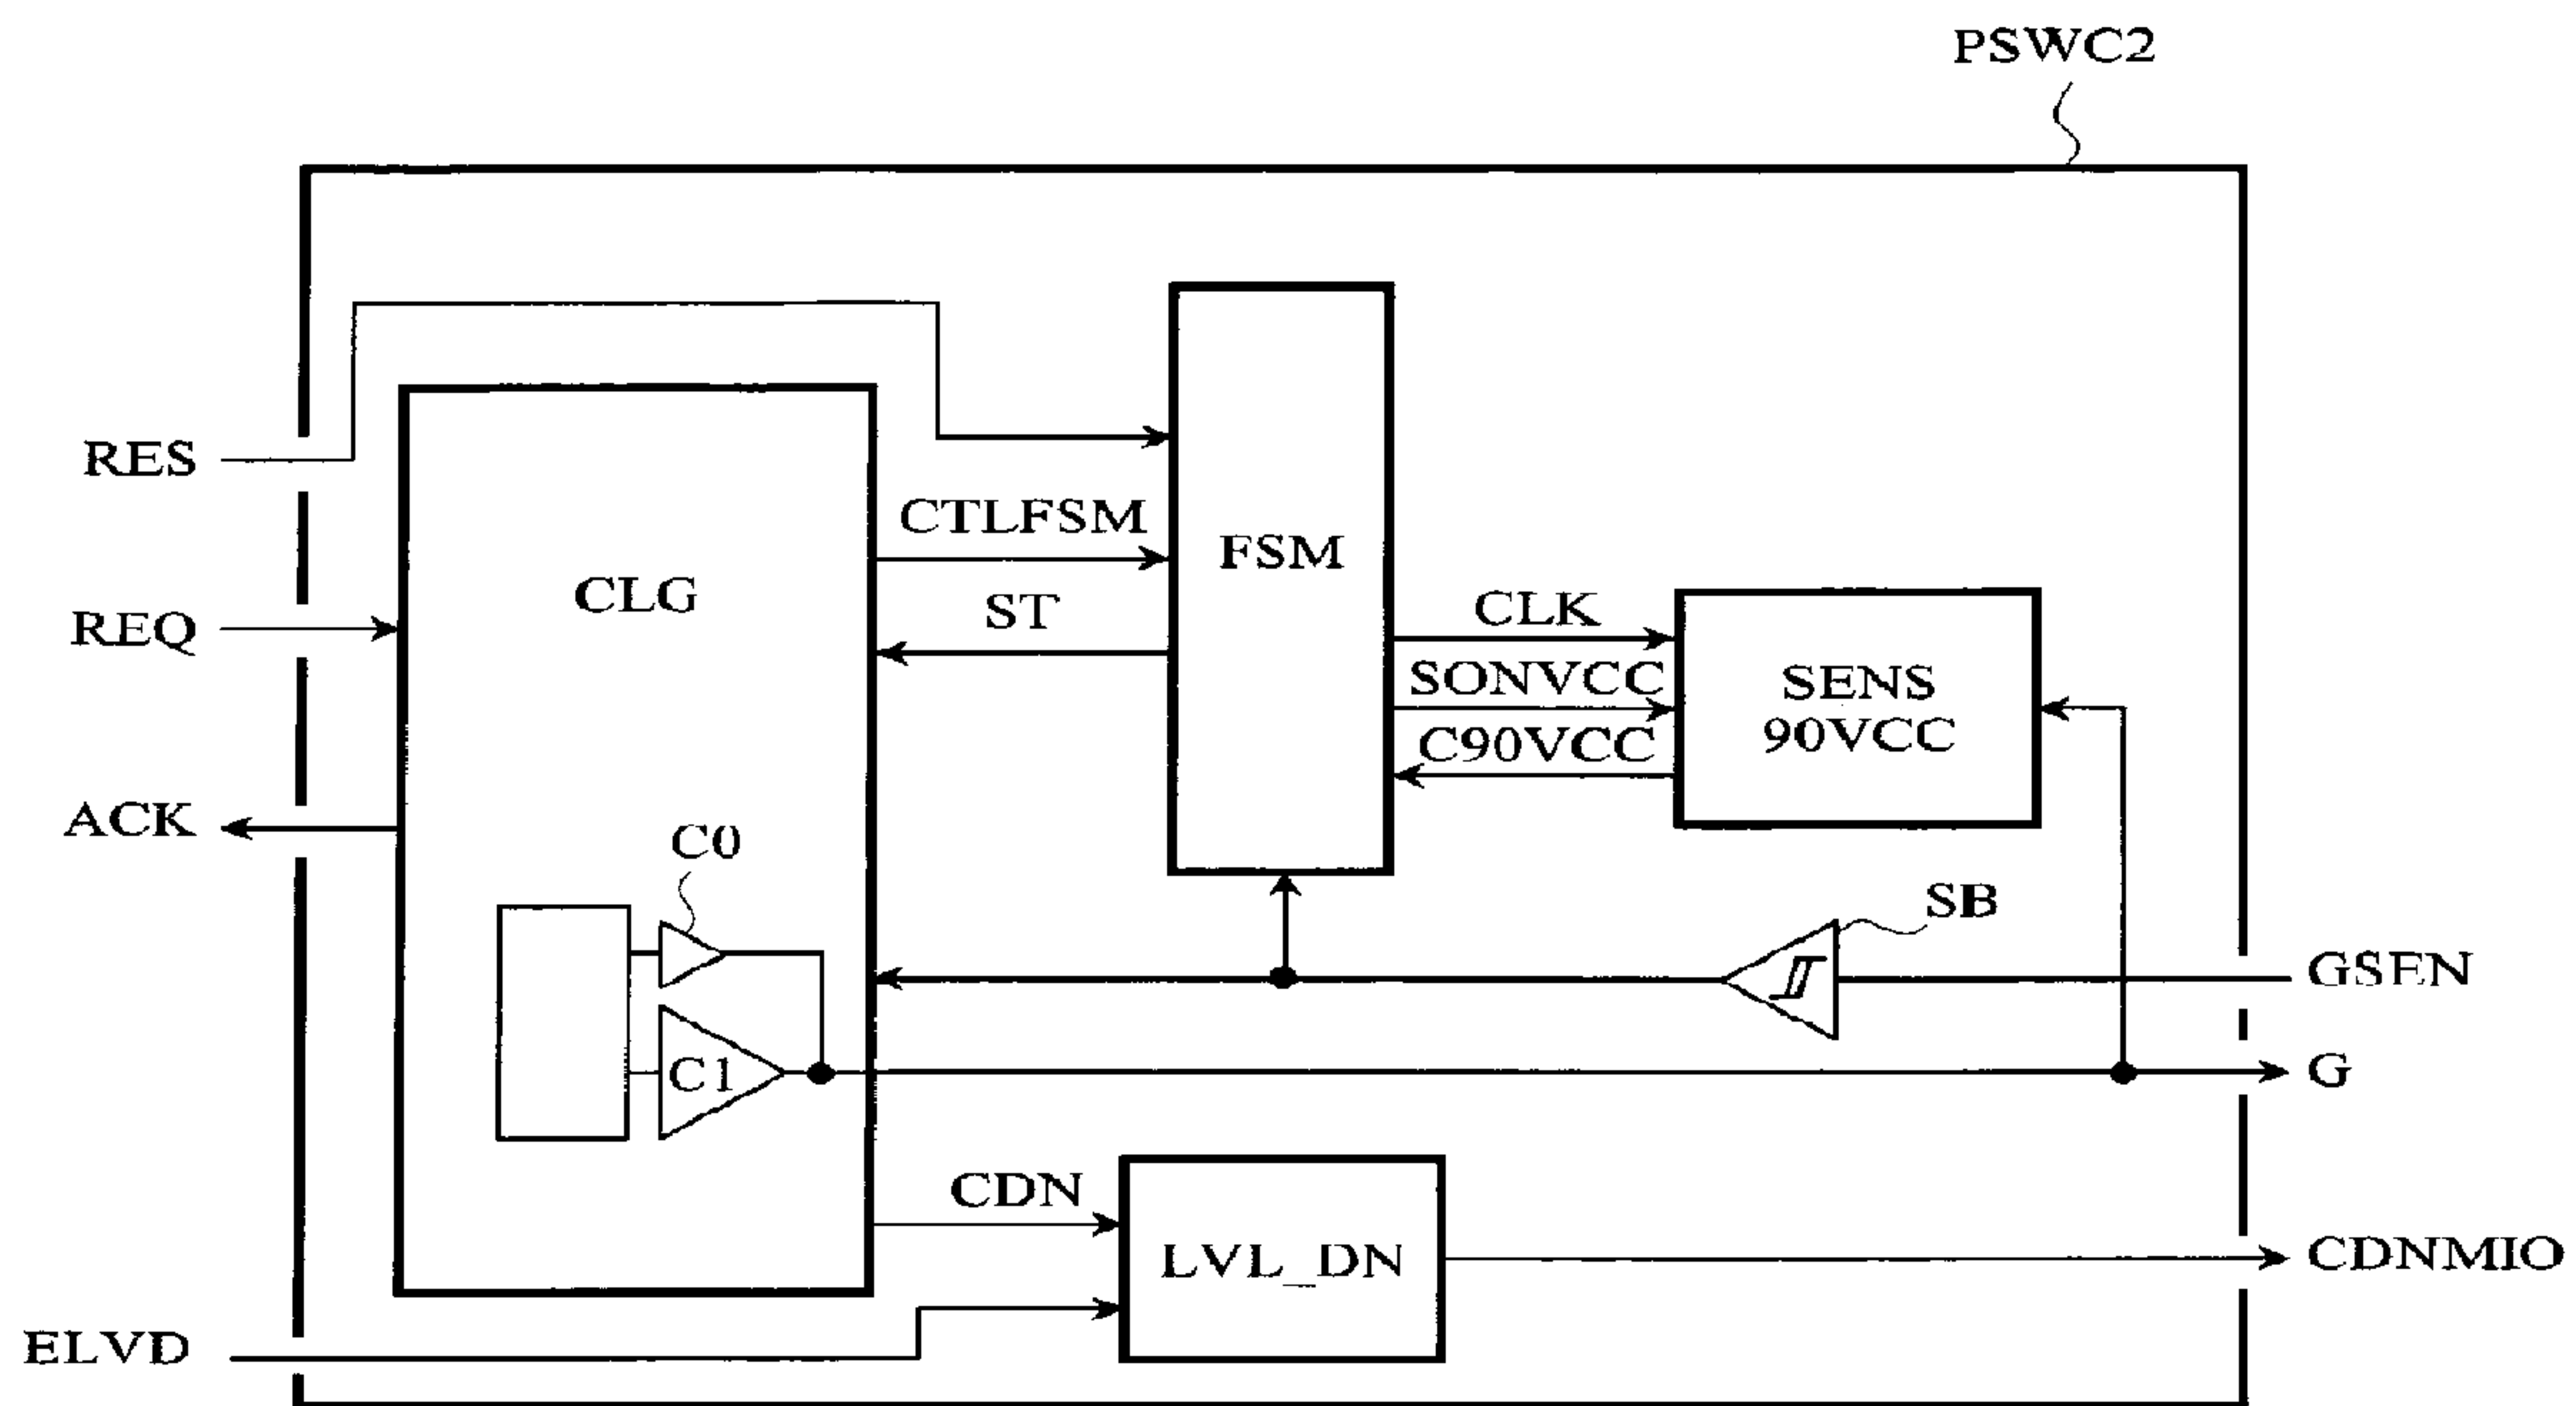 PSWC2
RES
CTLFSM
FSM
CLG
REQ
ST
CLK
SONVCC
SENS
90VCC
C90VCC
ACK
C0
SB
GSEN
C1
G
CDN
LVL_DN
CDNMIO
ELVD